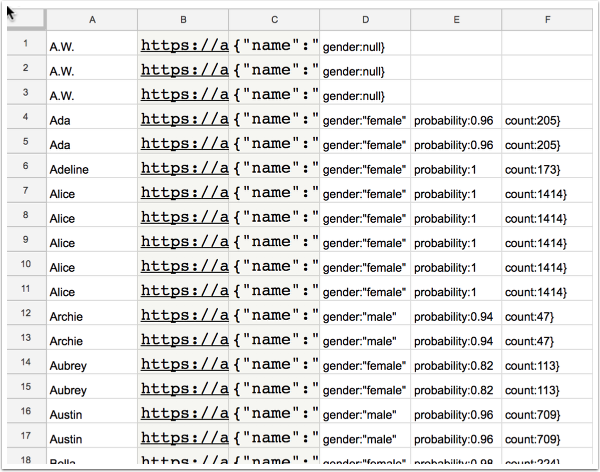 A B C D E F
1 A.W. https://a {"name":" gender:null}
2 A.W. https://a {"name":" gender:null}
3 A.W. https://a {"name":" gender:null}
4 Ada https://a {"name":" gender:"female" probability:0.96 count:205}
5 Ada https://a {"name":" gender:"female" probability:0.96 count:205}
6 Adeline https://a {"name":" gender:"female" probability:1 count:173}
7 Alice https://a {"name":" gender:"female" probability:1 count:1414}
8 Alice https://a {"name":" gender:"female" probability:1 count:1414}
9 Alice https://a {"name":" gender:"female" probability:1 count:1414}
10 Alice https://a {"name":" gender:"female" probability:1 count:1414}
11 Alice https://a {"name":" gender:"female" probability:1 count:1414}
12 Archie https://a {"name":" gender:"male" probability:0.94 count:47}
13 Archie https://a {"name":" gender:"male" probability:0.94 count:47}
14 Aubrey https://a {"name":" gender:"female" probability:0.82 count:113}
15 Aubrey https://a {"name":" gender:"female" probability:0.82 count:113}
16 Austin https://a {"name":" gender:"male" probability:0.96 count:709}
17 Austin https://a {"name":" gender:"male" probability:0.96 count:709}
18 Bella https://a {"name":" gender:"female" probability:0.98 count:224}